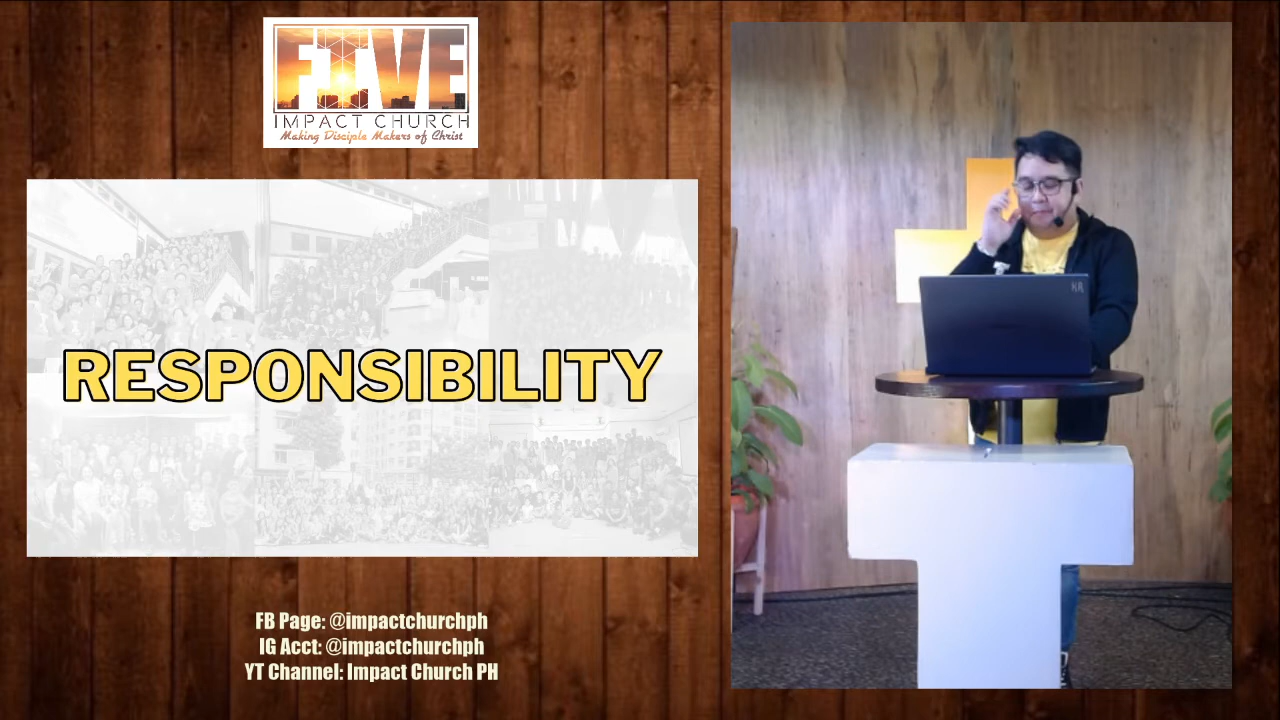 FIVE
IMPACT CHURCH
Making Disciple Makers of Christ
RESPONSIBILITY
FB Page: @impactchurchph
IG Acct: @impactchurchph
YT Channel: Impact Church PH